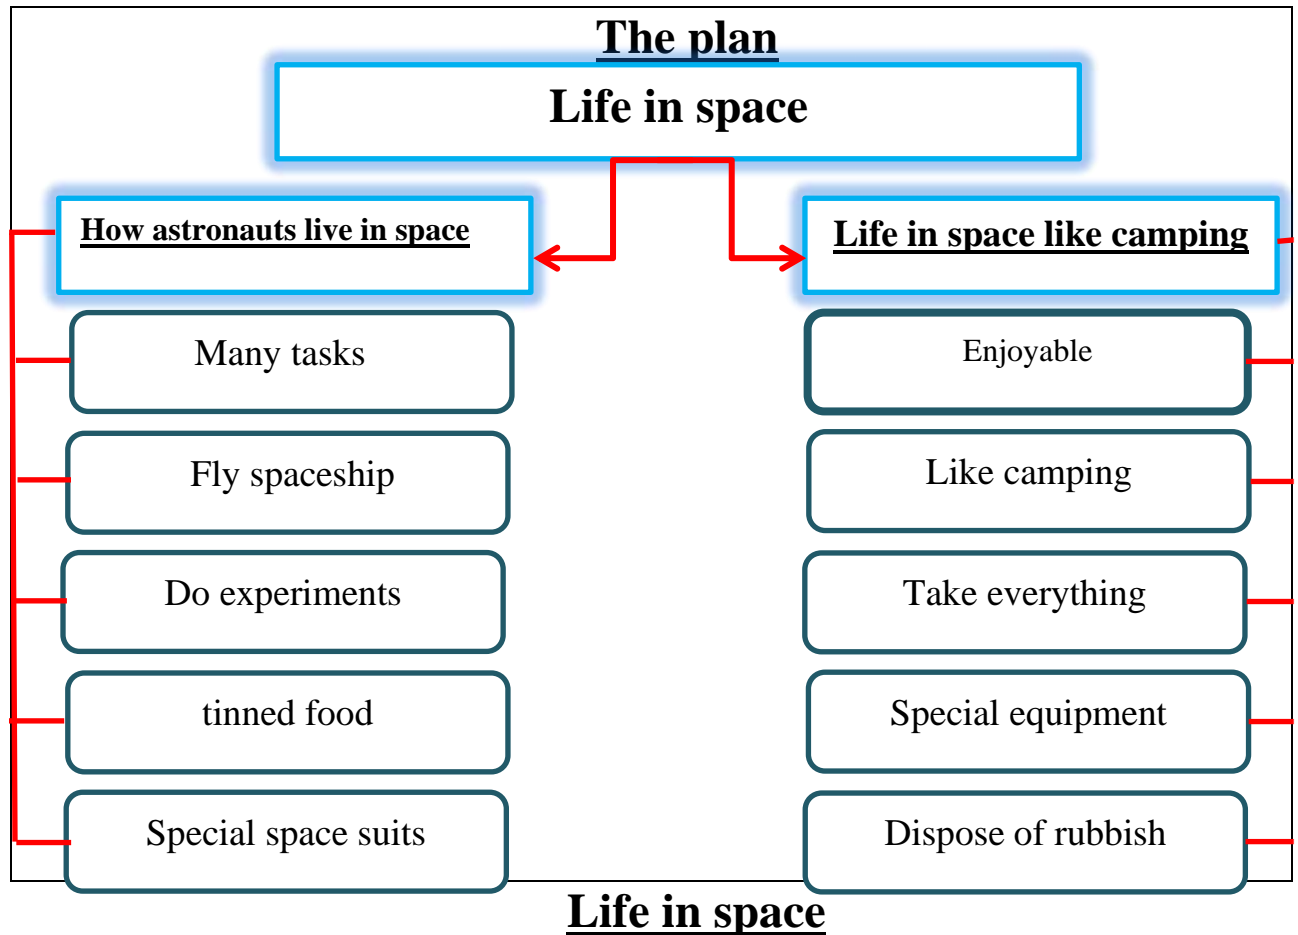 The plan
Life in space
How astronauts live in space
Many tasks
Fly spaceship
Do experiments
tinned food
Special space suits
Life in space like camping
Enjoyable
Like camping
Take everything
Special equipment
Dispose of rubbish
Life in space